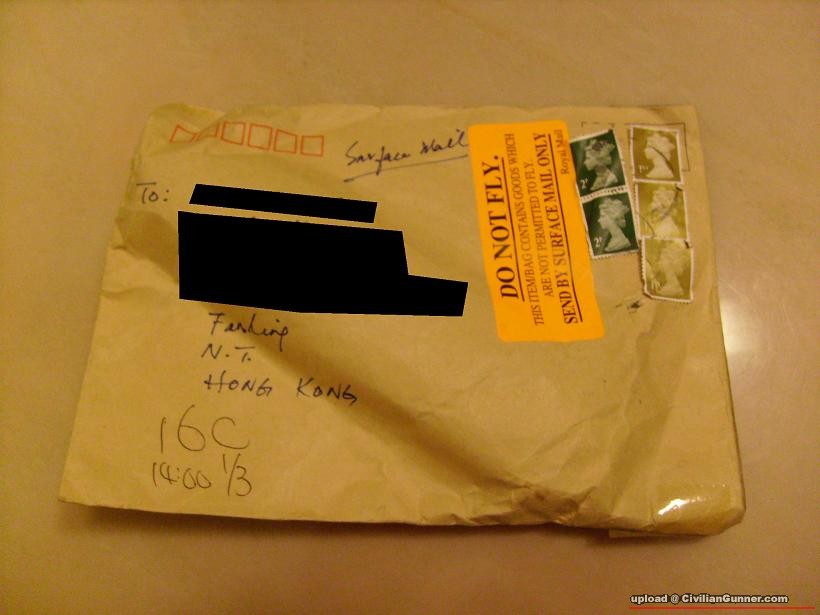 Surface Mail
To:
Fanling
N.T.
HONG KONG
16C
14:00 1/3
DO NOT FLY.
THIS ITEM/BAG CONTAINS GOODS WHICH
ARE NOT PERMITTED TO FLY.
SEND BY SURFACE MAIL ONLY
Royal Mail
2P
2P
1ST
upload @ CivilianGunner.com